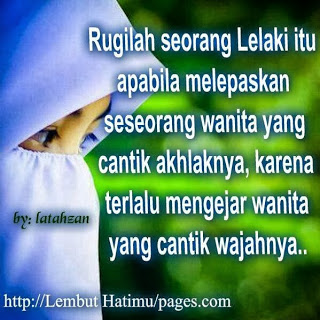 Rugilah seorang Lelaki itu
apabila melepaskan
seseorang wanita yang
cantik akhlaknya, karena
terlalu mengejar wanita
yang cantik wajahnya..
by: latahzan
http://Lembut Hatimu/pages.com